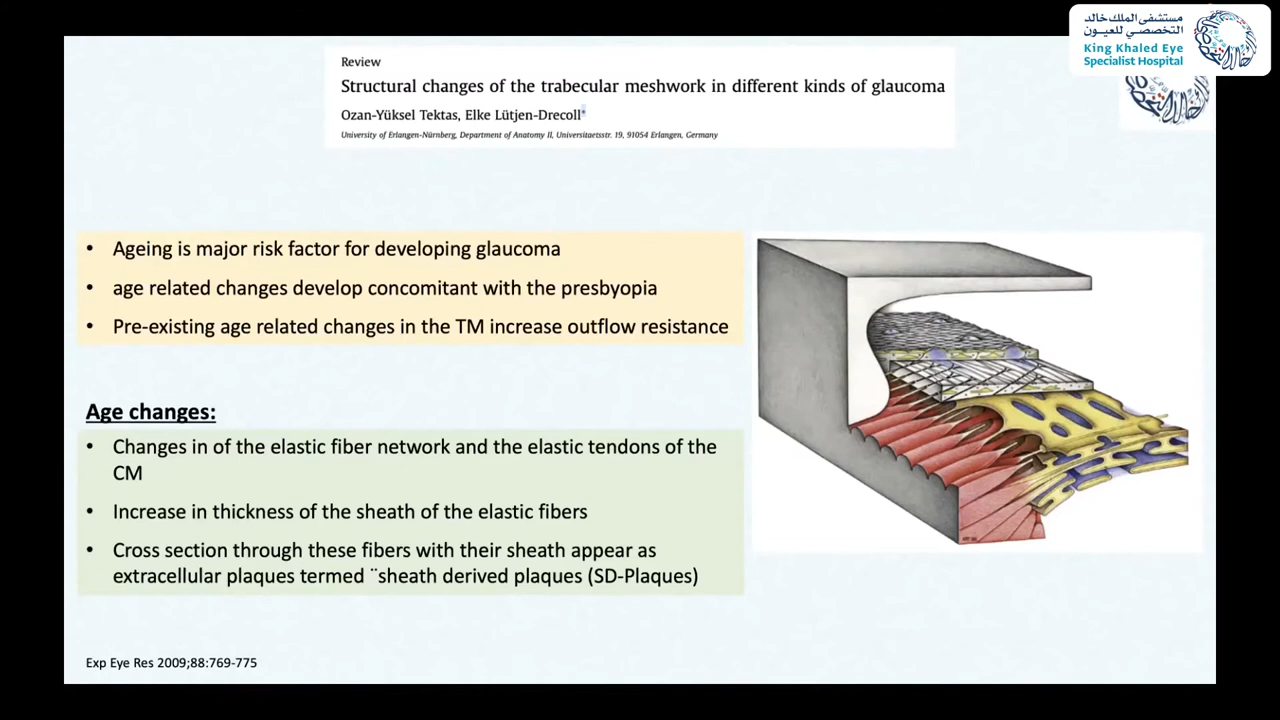 مستشفى الملك خالد
التخصصي للعيون
King Khaled Eye
Specialist Hospital
Review
Structural changes of the trabecular meshwork in different kinds of glaucoma
Ozan-Yüksel Tektas, Elke Lütjen-Drecoll*
University of Erlangen-Nürnberg, Department of Anatomy II, Universitaetsstr. 19, 91054 Erlangen, Germany
• Ageing is major risk factor for developing glaucoma
• age related changes develop concomitant with the presbyopia
• Pre-existing age related changes in the TM increase outflow resistance
Age changes:
• Changes in of the elastic fiber network and the elastic tendons of the
CM
• Increase in thickness of the sheath of the elastic fibers
• Cross section through these fibers with their sheath appear as
extracellular plaques termed ¨sheath derived plaques (SD-Plaques)
Exp Eye Res 2009;88:769-775